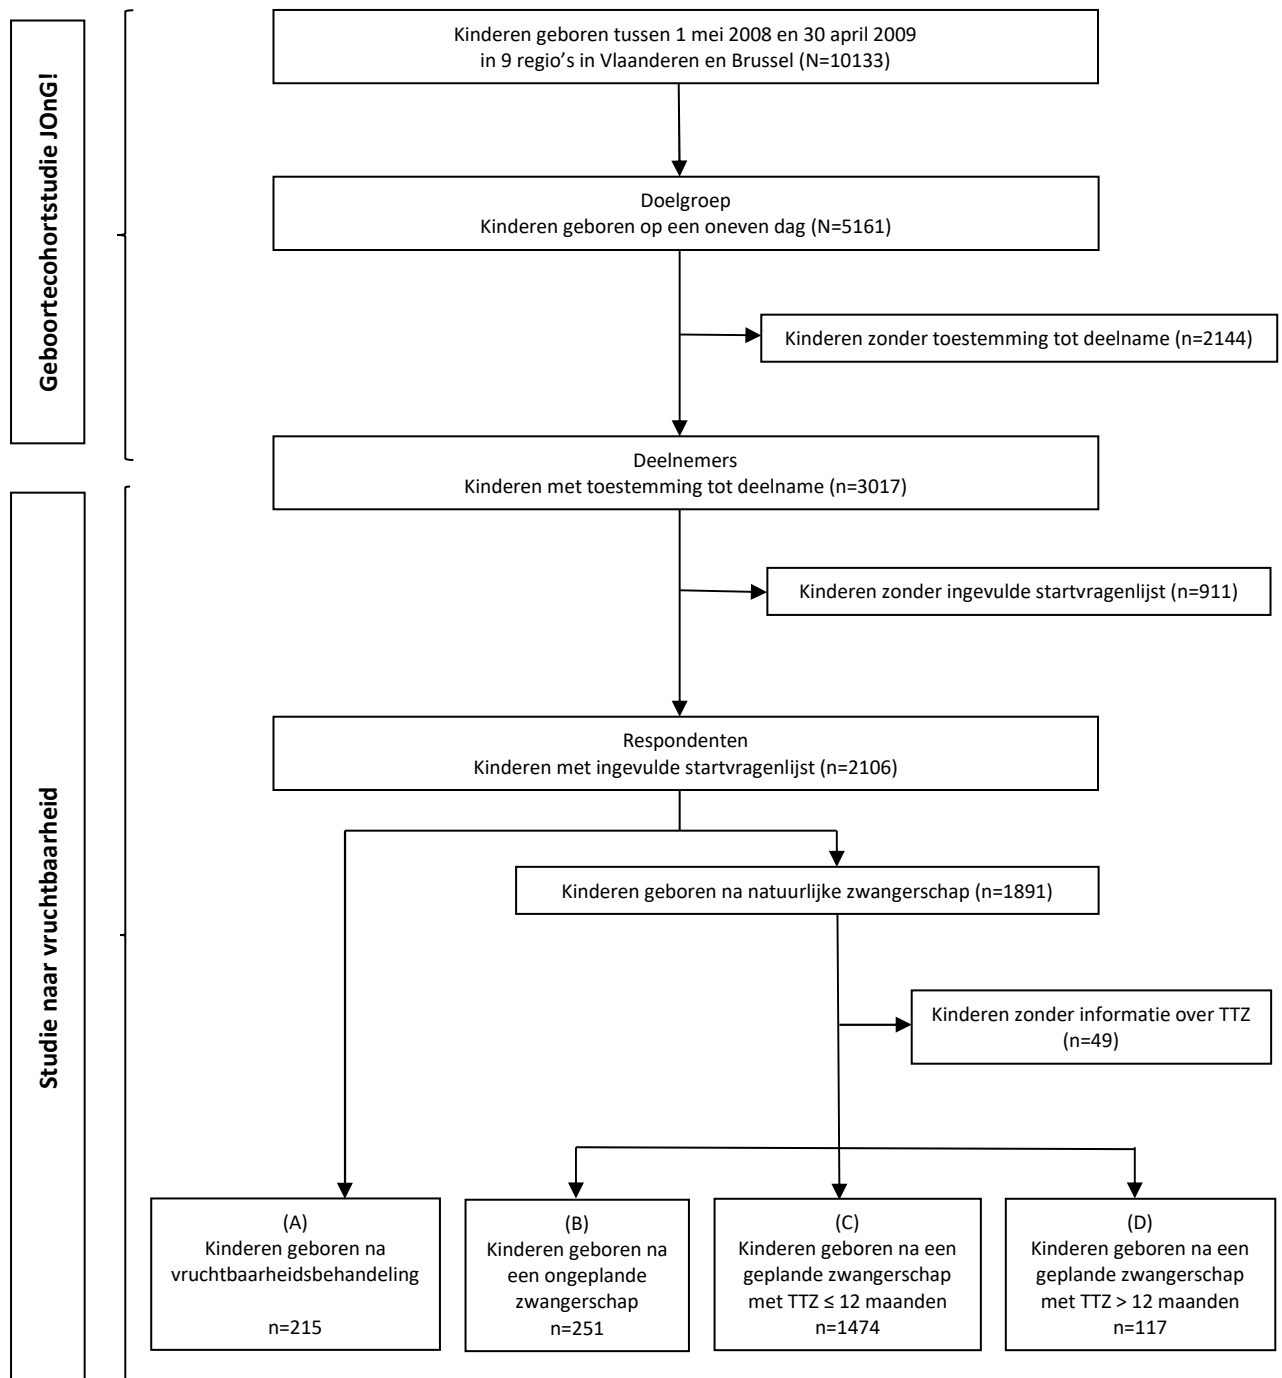 Geboortecohortstudie JOnG!
Kinderen geboren tussen 1 mei 2008 en 30 april 2009
in 9 regio's in Vlaanderen en Brussel (N=10133)
Doelgroep
Kinderen geboren op een oneven dag (N=5161)
Kinderen zonder toestemming tot deelname (n=2144)
Deelnemers
Kinderen met toestemming tot deelname (n=3017)
Studie naar vruchtbaarheid
Kinderen zonder ingevulde startvragenlijst (n=911)
Respondenten
Kinderen met ingevulde startvragenlijst (n=2106)
Kinderen geboren na natuurlijke zwangerschap (n=1891)
Kinderen zonder informatie over TTZ
(n=49)
(A)
Kinderen geboren na
vruchtbaarheidsbehandeling
n=215
(B)
Kinderen geboren na
een ongeplande
zwangerschap
n=251
(C)
Kinderen geboren na een
geplande zwangerschap
met TTZ ≤ 12 maanden
n=1474
(D)
Kinderen geboren na een
geplande zwangerschap
met TTZ > 12 maanden
n=117